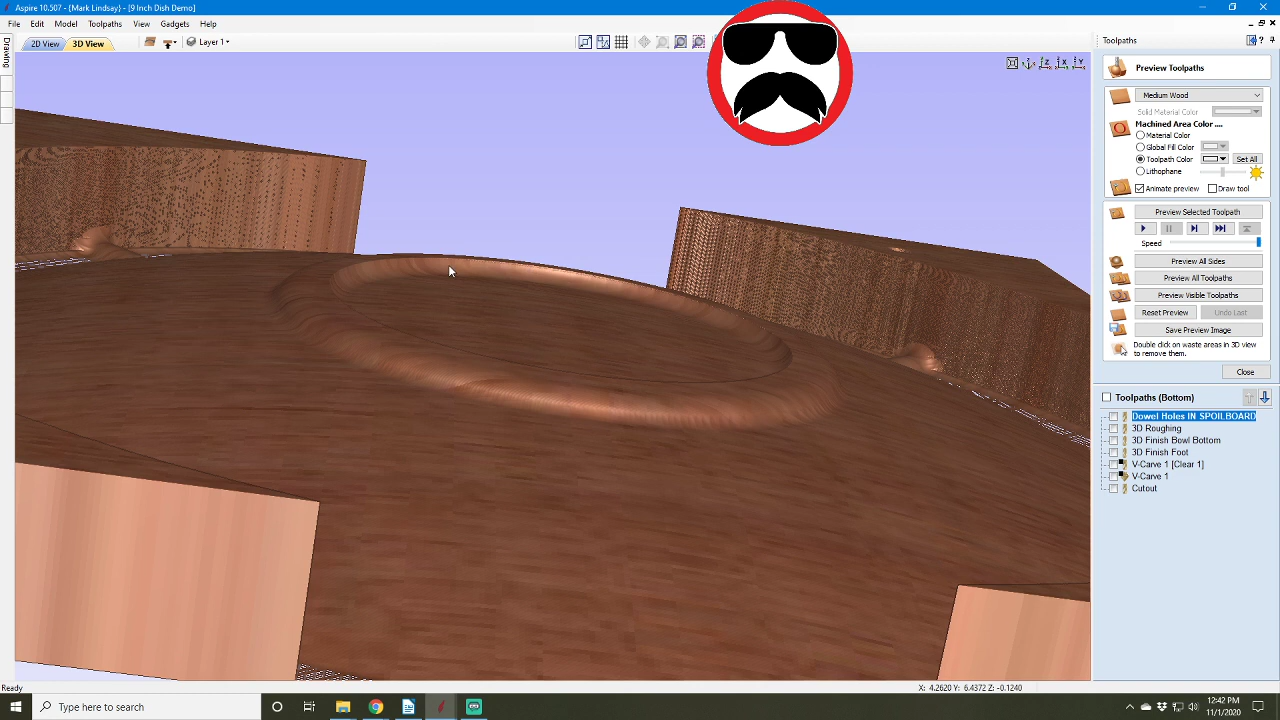 Aspire 10.507 - {Mark Lindsay} - [9 Inch Dish Demo]
File Edit Model Toolpaths View Gadgets Help
2D View 3D View Layer 1
Drawing
Toolpaths
Preview Toolpaths
Medium Wood
Solid Material Color
Machined Area Color ....
Material Color
Global Fill Color
Toolpath Color Set All
Lithophane
Animate preview Draw tool
Preview Selected Toolpath
Speed
Preview All Sides
Preview All Toolpaths
Preview Visible Toolpaths
Reset Preview Undo Last
Save Preview Image
Double click on waste areas in 3D view
to remove them.
Close
Toolpaths (Bottom)
Dowel Holes IN SPOILBOARD
3D Roughing
3D Finish Bowl Bottom
3D Finish Foot
V-Carve 1 [Clear 1]
V-Carve 1
Cutout
Ready
X: 4.2620 Y: 6.4372 Z: -0.1240
Type here to search
12:42 PM
11/1/2020